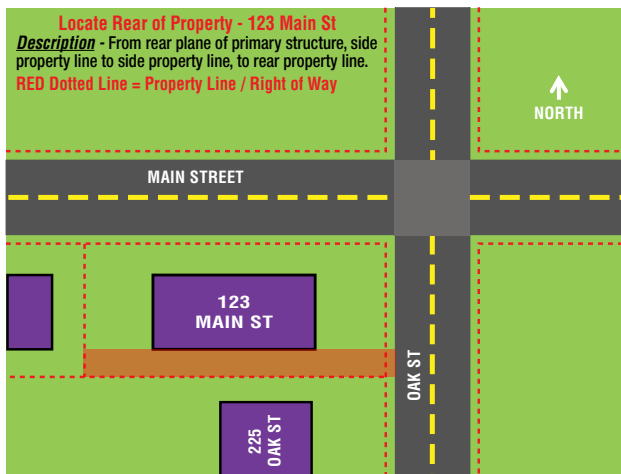 Locate Rear of Property - 123 Main St
Description - From rear plane of primary structure, side
property line to side property line, to rear property line.
RED Dotted Line = Property Line / Right of Way
NORTH
MAIN STREET
123
MAIN ST
OAK ST
225
OAK ST